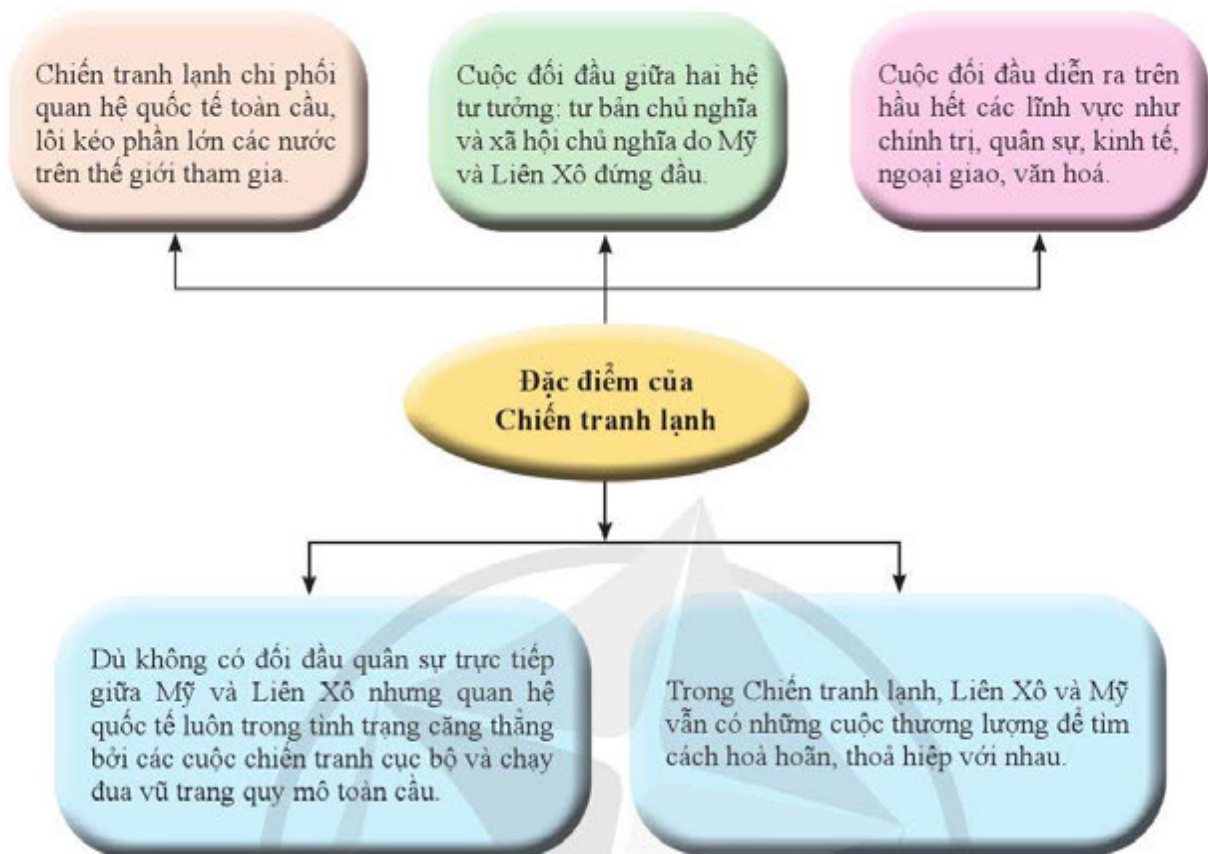 Chiến tranh lạnh chi phối
quan hệ quốc tế toàn cầu,
lôi kéo phần lớn các nước
trên thế giới tham gia.
Cuộc đối đầu giữa hai hệ
tư tưởng: tư bản chủ nghĩa
và xã hội chủ nghĩa do Mỹ
và Liên Xô đứng đầu.
Cuộc đối đầu diễn ra trên
hầu hết các lĩnh vực như
chính trị, quân sự, kinh tế,
ngoại giao, văn hoá.
Đặc điểm của
Chiến tranh lạnh
Dù không có đối đầu quân sự trực tiếp
giữa Mỹ và Liên Xô nhưng quan hệ
quốc tế luôn trong tình trạng căng thẳng
bởi các cuộc chiến tranh cục bộ và chạy
đua vũ trang quy mô toàn cầu.
Trong Chiến tranh lạnh, Liên Xô và Mỹ
vẫn có những cuộc thương lượng để tìm
cách hoà hoãn, thoả hiệp với nhau.